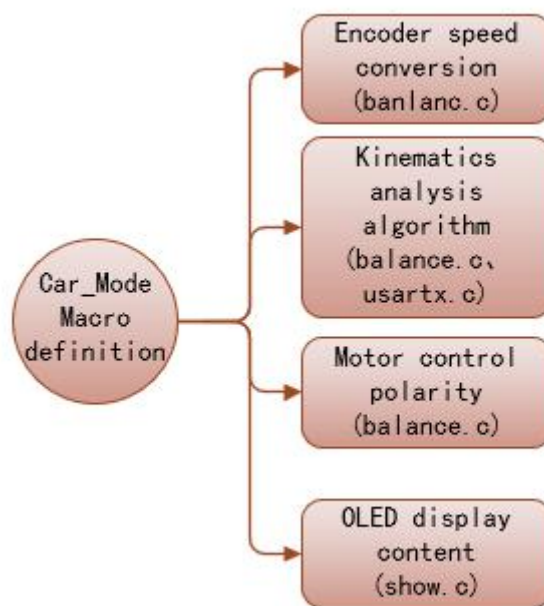 Encoder speed
conversion
(banlanc.c)
Kinematics
analysis
algorithm
(balance.c、
usartx.c)
Car_Mode
Macro
definition
Motor control
polarity
(balance.c)
OLED display
content
(show.c)